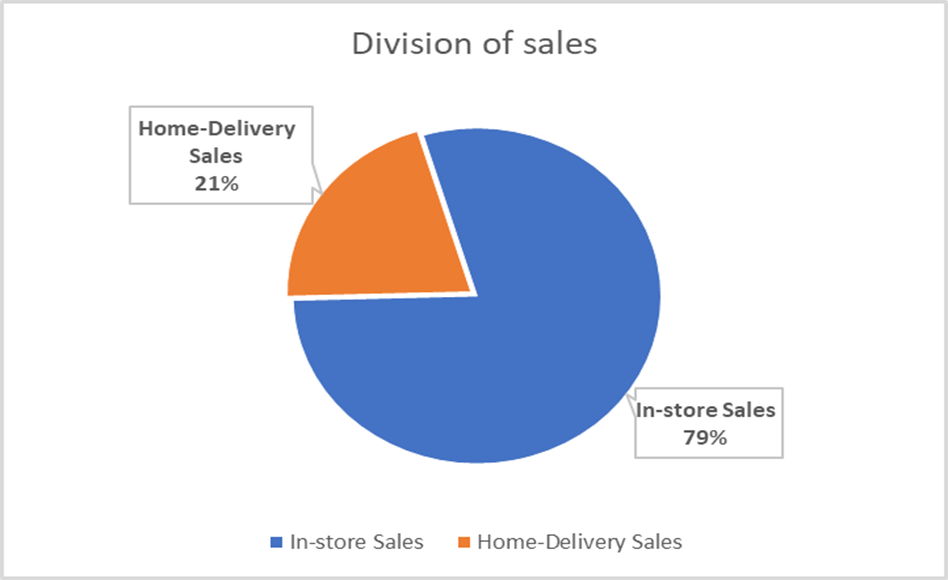 Division of sales
Home-Delivery
Sales
21%
In-store Sales
79%
In-store Sales
Home-Delivery Sales